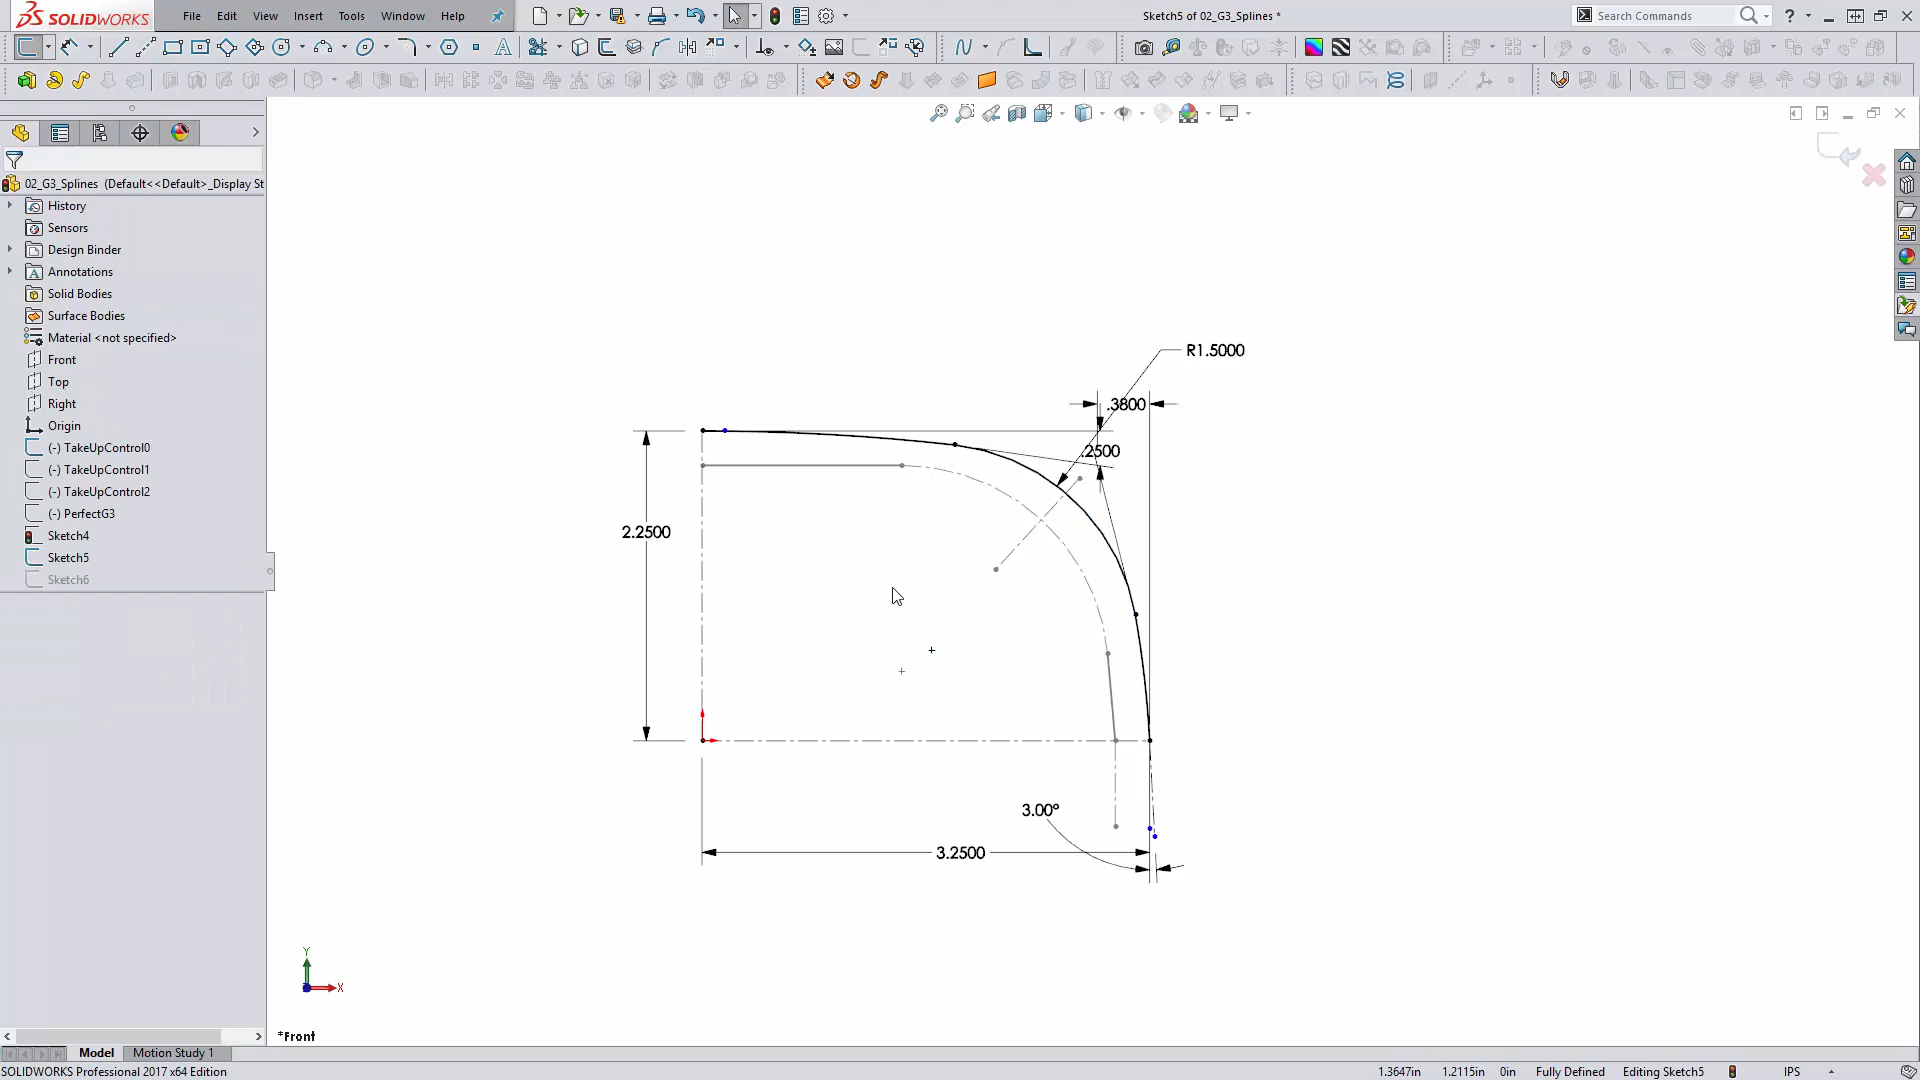 SOLIDWORKS
File Edit View Insert Tools Window Help
Sketch5 of 02_G3_Splines *
Search Commands
?
02_G3_Splines (Default<<Default>_Display St
History
Sensors
Design Binder
Annotations
Solid Bodies
Surface Bodies
Material <not specified>
Front
Top
Right
Origin
(-) TakeUpControl0
(-) TakeUpControl1
(-) TakeUpControl2
(-) PerfectG3
Sketch4
Sketch5
Sketch6
R1.5000
.3800
.2500
2.2500
3.00°
3.2500
Y
X
*Front
Model Motion Study 1
SOLIDWORKS Professional 2017 x64 Edition
1.3647in 1.2115in 0in Fully Defined Editing Sketch5 IPS